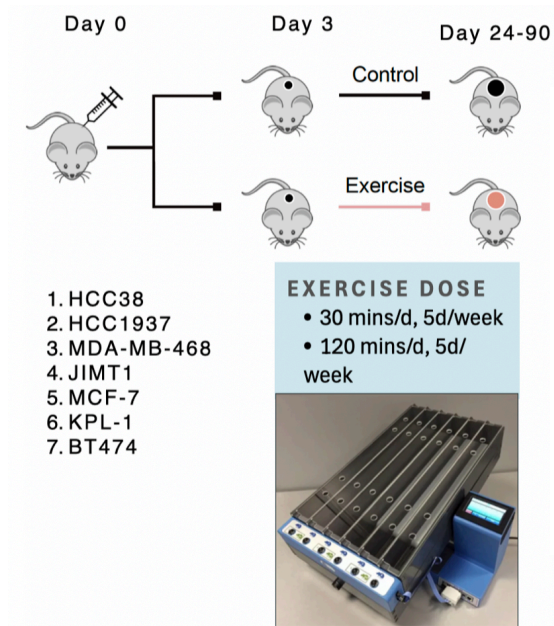 Day 0
Day 3
Day 24-90
Control
Exercise
1. HCC38
2. HCC1937
3. MDA-MB-468
4. JIMT1
5. MCF-7
6. KPL-1
7. BT474
EXERCISE DOSE
• 30 mins/d, 5d/week
• 120 mins/d, 5d/
week